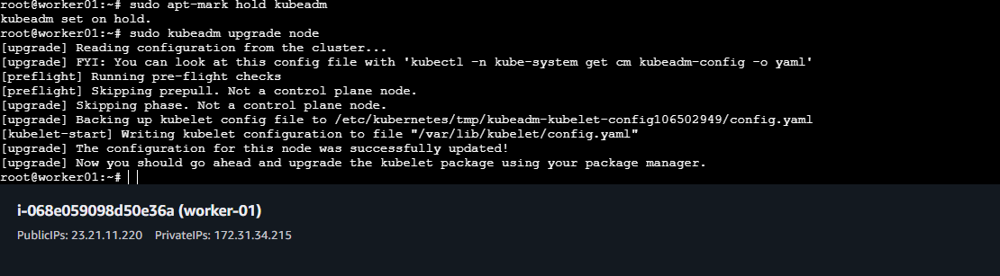 root@worker01:~# sudo apt-mark hold kubeadm
kubeadm set on hold.
root@worker01:~# sudo kubeadm upgrade node
[upgrade] Reading configuration from the cluster...
[upgrade] FYI: You can look at this config file with 'kubectl -n kube-system get cm kubeadm-config -o yaml'
[preflight] Running pre-flight checks
[preflight] Skipping prepull. Not a control plane node.
[upgrade] Skipping phase. Not a control plane node.
[upgrade] Backing up kubelet config file to /etc/kubernetes/tmp/kubeadm-kubelet-config106502949/config.yaml
[kubelet-start] Writing kubelet configuration to file "/var/lib/kubelet/config.yaml"
[upgrade] The configuration for this node was successfully updated!
[upgrade] Now you should go ahead and upgrade the kubelet package using your package manager.
root@worker01:~#
i-068e059098d50e36a (worker-01)
PublicIPs: 23.21.11.220 PrivateIPs: 172.31.34.215